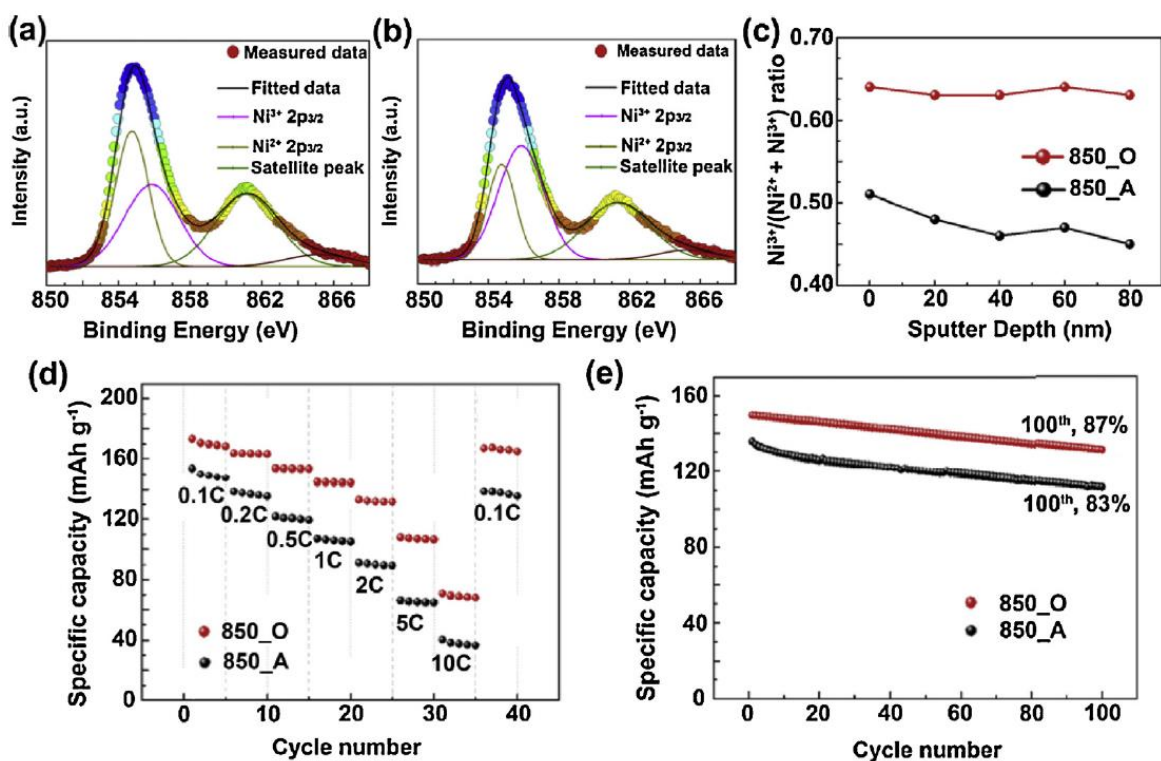 (a)
Intensity (a.u.)
Measured data
Fitted data
Ni³⁺ 2p₃/₂
Ni²⁺ 2p₃/₂
Satellite peak
850 854 858 862 866
Binding Energy (eV)
(b)
Intensity (a.u.)
Measured data
Fitted data
Ni³⁺ 2p₃/₂
Ni²⁺ 2p₃/₂
Satellite peak
850 854 858 862 866
Binding Energy (eV)
(c)
Ni³⁺/(Ni²⁺ + Ni³⁺) ratio
0.70
0.60
0.50
0.40
850_O
850_A
0 20 40 60 80
Sputter Depth (nm)
(d)
Specific capacity (mAh g⁻¹)
200
160
120
80
40
0
0.1C
0.2C
0.5C
1C
2C
5C
10C
0.1C
850_O
850_A
0 10 20 30 40
Cycle number
(e)
Specific capacity (mAh g⁻¹)
160
120
80
40
0
100th, 87%
100th, 83%
850_O
850_A
0 20 40 60 80 100
Cycle number